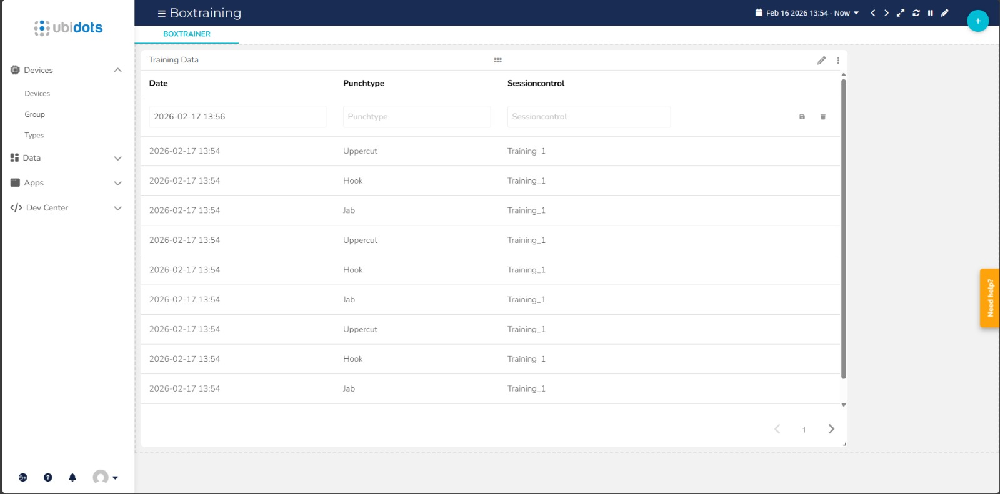 ubidots
Devices
Devices
Group
Types
Data
Apps
</> Dev Center
9+
?
Boxtraining
Feb 16 2026 13:54 - Now
+
BOXTRAINER
Training Data
Date Punchtype Sessioncontrol
2026-02-17 13:56 Punchtype Sessioncontrol
2026-02-17 13:54 Uppercut Training_1
2026-02-17 13:54 Hook Training_1
2026-02-17 13:54 Jab Training_1
2026-02-17 13:54 Uppercut Training_1
2026-02-17 13:54 Hook Training_1
2026-02-17 13:54 Jab Training_1
2026-02-17 13:54 Uppercut Training_1
2026-02-17 13:54 Hook Training_1
2026-02-17 13:54 Jab Training_1
1
Need help?